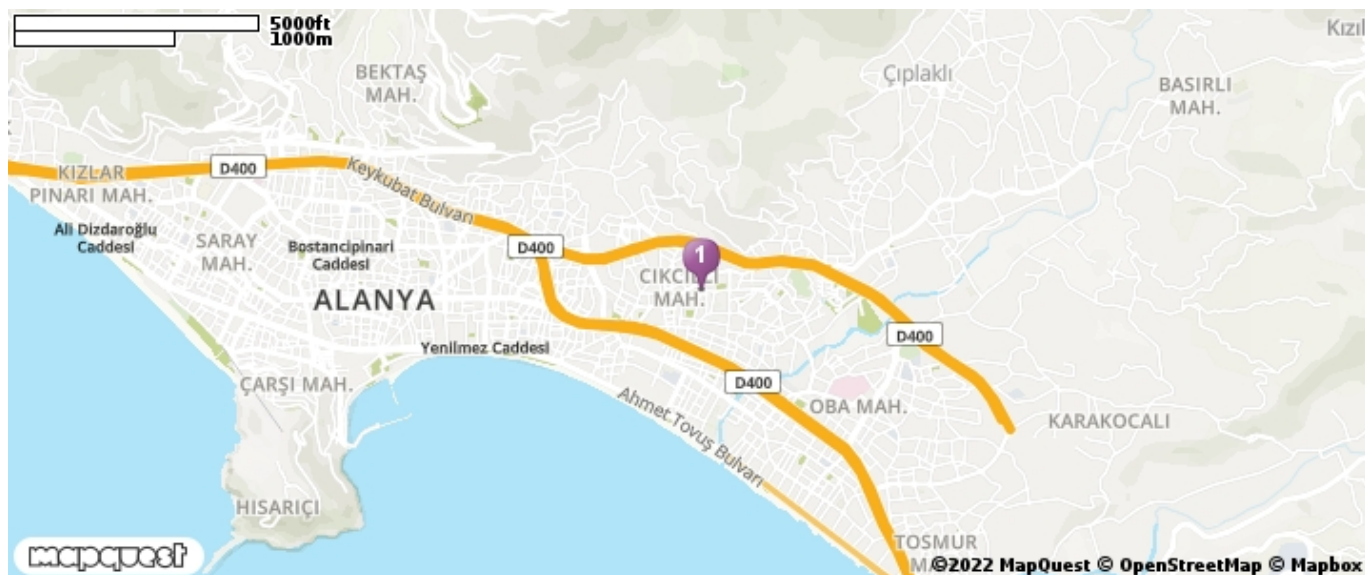 5000ft
1000m
BEKTAŞ
MAH.
Çıplaklı
BASIRLI
MAH.
KIZLAR
PINARI MAH.
D400
Keykubat Bulvarı
Ali Dizdaroğlu
Caddesi
SARAY
MAH.
Bostancipinari
Caddesi
D400
1
CIKCILLI
MAH.
ALANYA
Yenilmez Caddesi
D400
ÇARŞI MAH.
D400
Ahmet Tovuş Bulvarı
OBA MAH.
KARAKOCALI
HISARIÇI
TOSMUR
mapquest
©2022 MapQuest © OpenStreetMap © Mapbox